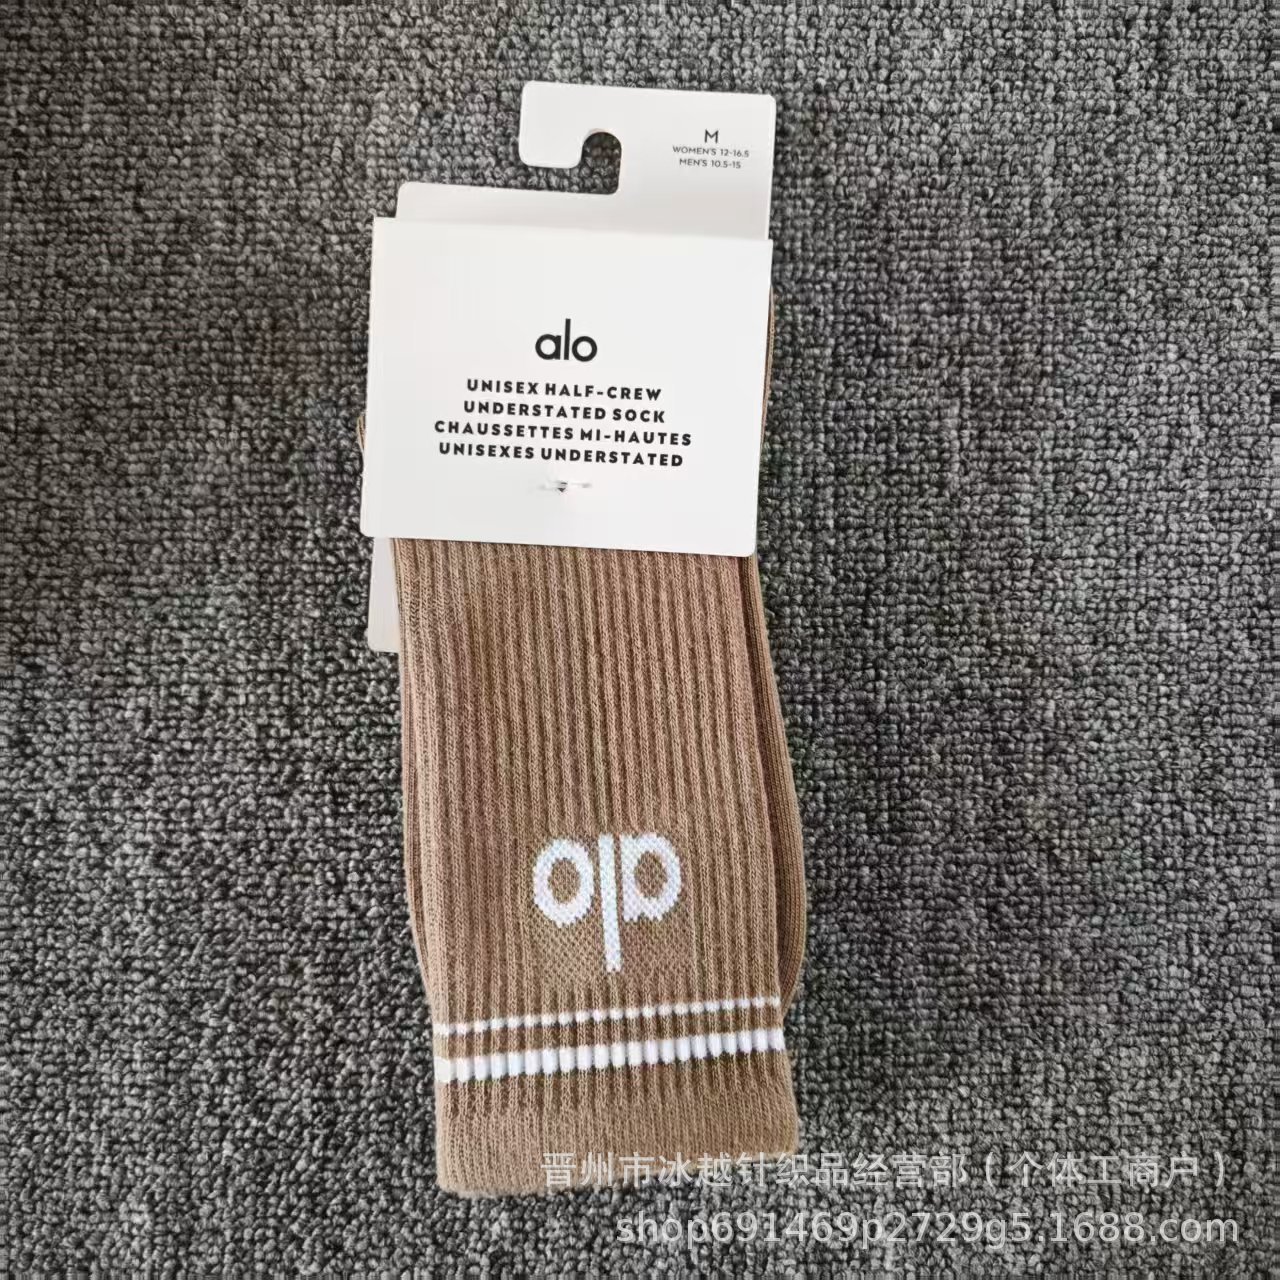 M
WOMEN'S 12-16.5
MEN'S 10.5-15
alo
UNISEX HALF-CREW
UNDERSTATED SOCK
CHAUSSETTES MI-HAUTES
UNISEXES UNDERSTATED
alo
晋州市冰越针织品经营部（个体工商户）
shop691469p2729g5.1688.com